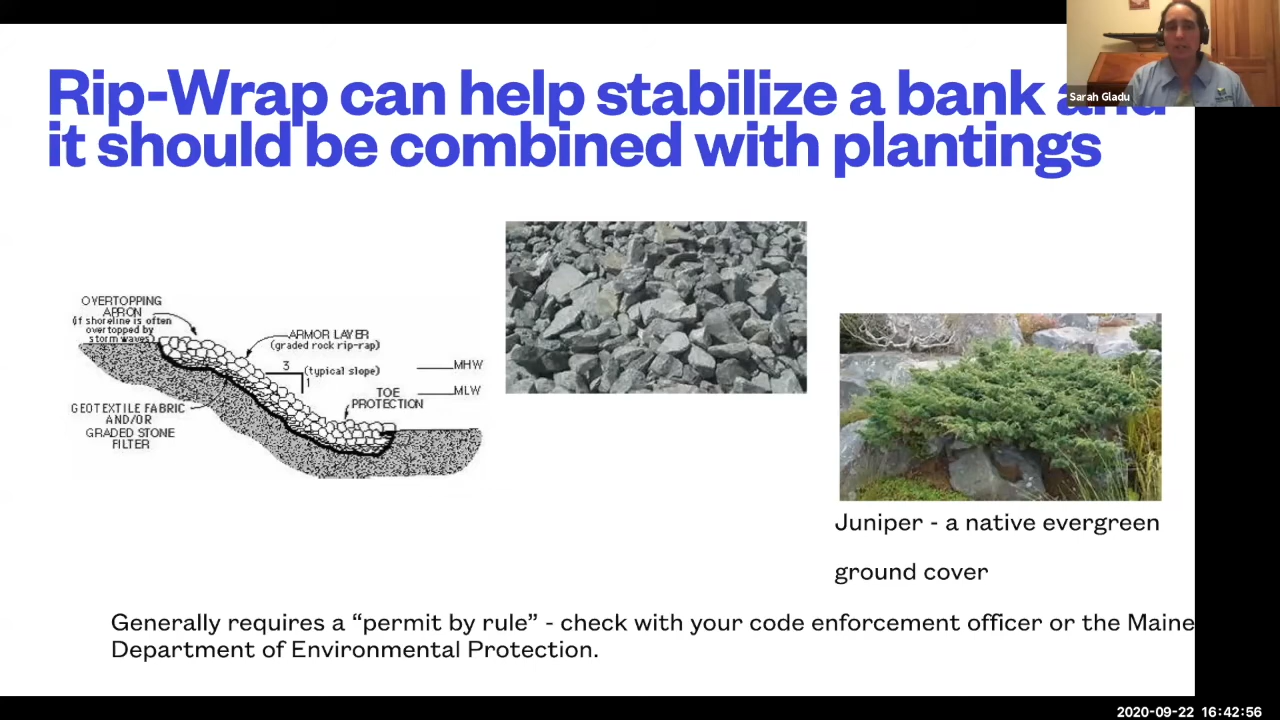 Rip-Wrap can help stabilize a bank and
it should be combined with plantings
Sarah Gladu
OVERTOPPING
APRON
(if shoreline is often
overtopped by
storm waves)
ARMOR LAYER
(graded rock rip-rap)
3
(typical slope)
1
MHW
MLW
TOE
PROTECTION
GEOTEXTILE FABRIC
AND/OR
GRADED STONE
FILTER
Juniper - a native evergreen
ground cover
Generally requires a “permit by rule” - check with your code enforcement officer or the Maine
Department of Environmental Protection.
2020-09-22 16:42:56